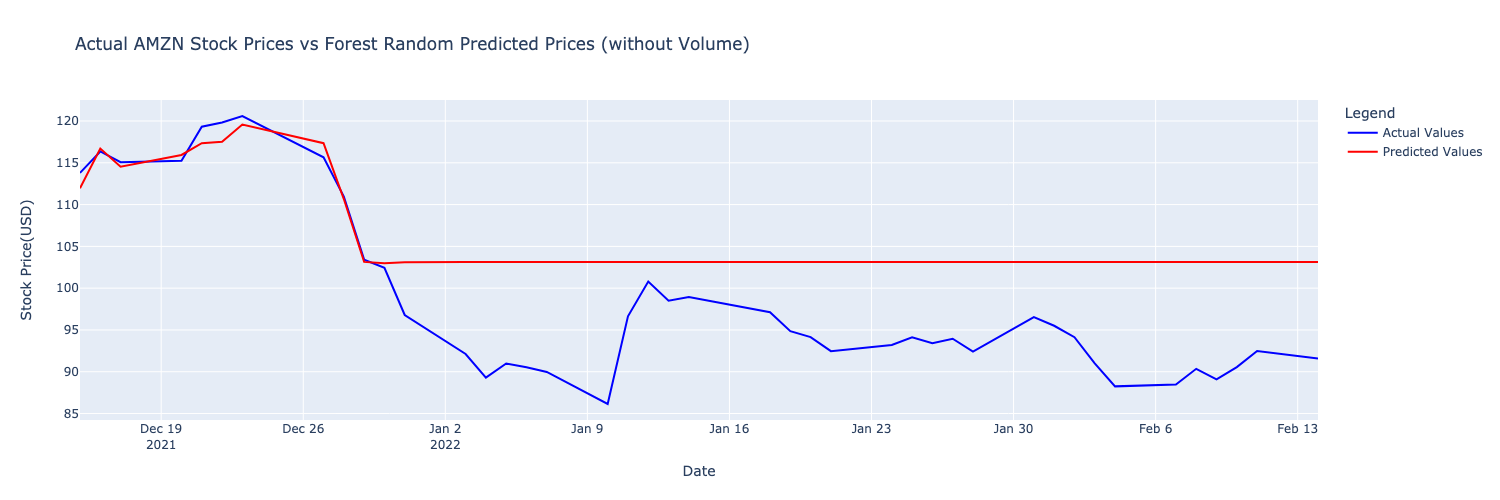 Actual AMZN Stock Prices vs Forest Random Predicted Prices (without Volume)
Legend
Actual Values
Predicted Values
Stock Price(USD)
120
115
110
105
100
95
90
85
Dec 19
2021
Dec 26
Jan 2
2022
Jan 9
Jan 16
Jan 23
Jan 30
Feb 6
Feb 13
Date